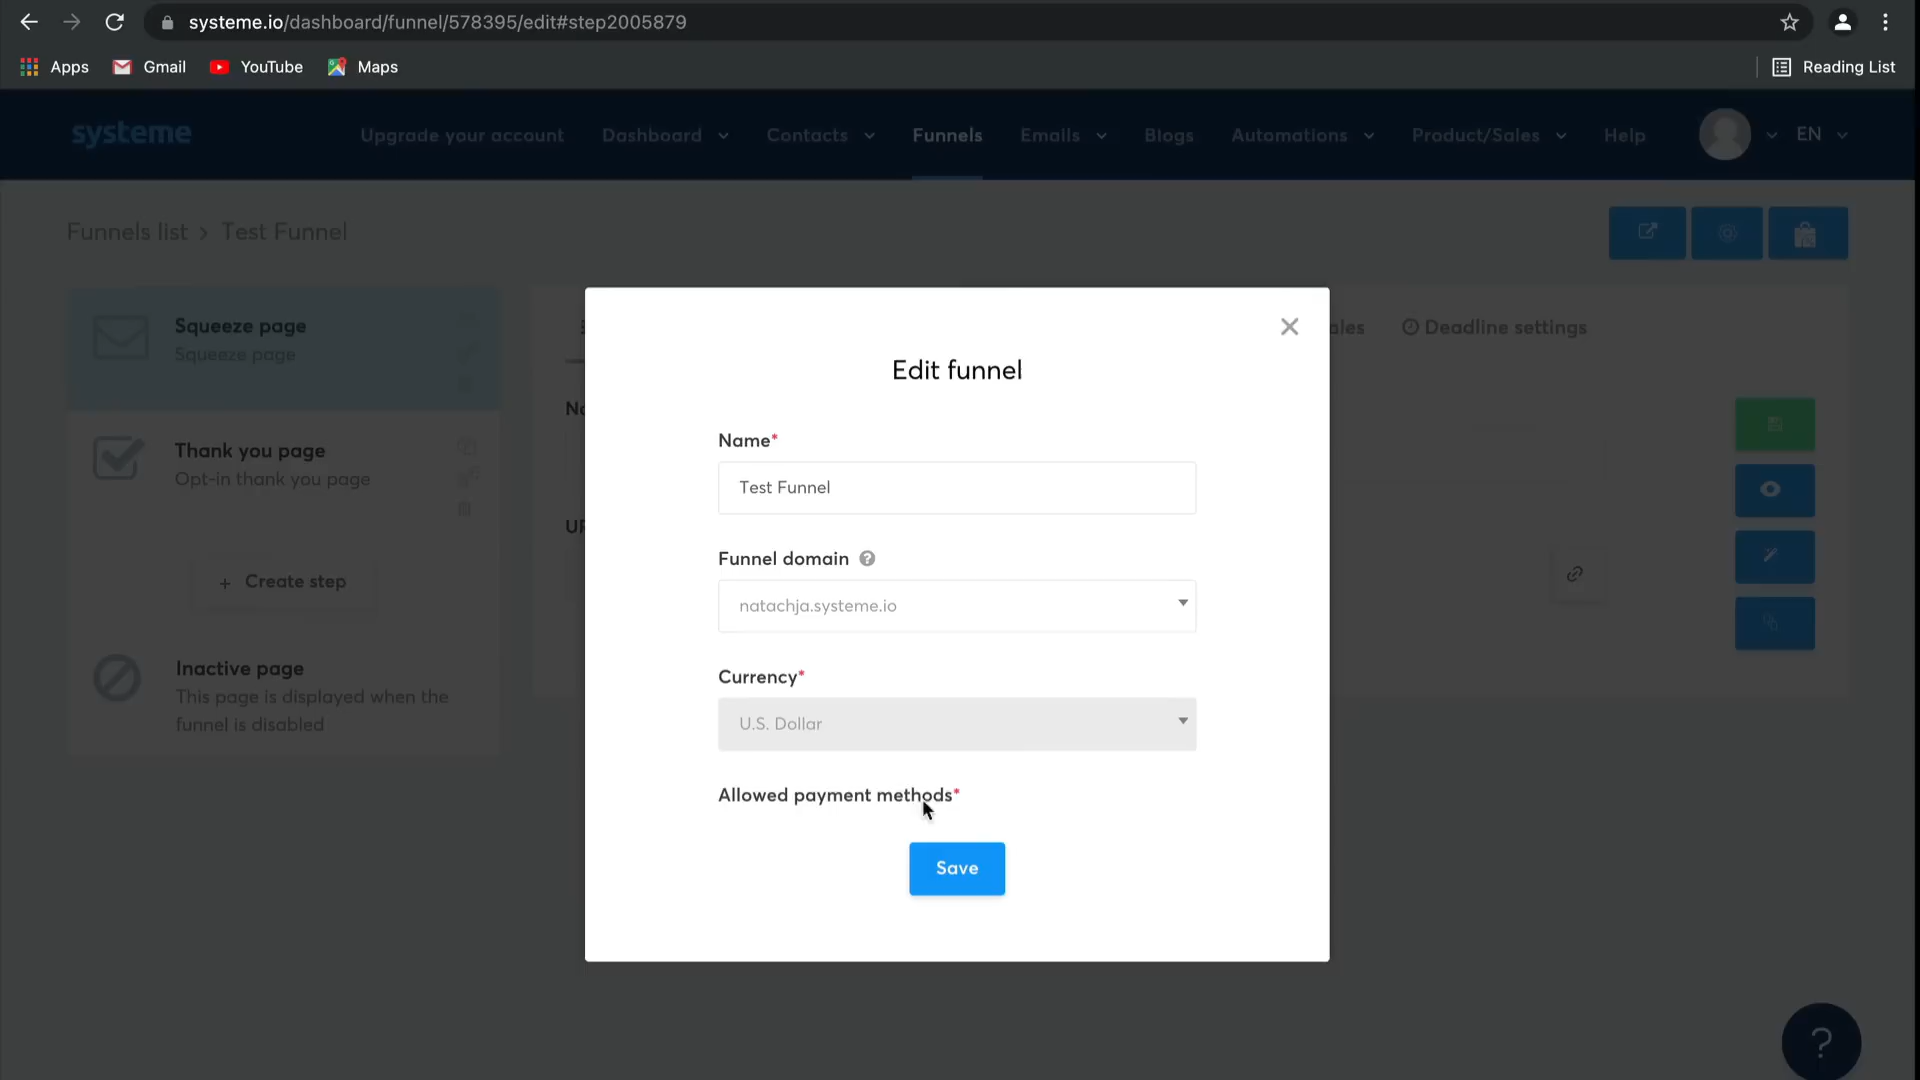 systeme.io/dashboard/funnel/578395/edit#step2005879
Apps Gmail YouTube Maps Reading List
systeme Upgrade your account Dashboard Contacts Funnels Emails Blogs Automations Product/Sales Help EN
Funnels list > Test Funnel
Squeeze page
Squeeze page
Thank you page
Opt-in thank you page
+ Create step
Inactive page
This page is displayed when the
funnel is disabled
Deadline settings
Edit funnel
Name*
Test Funnel
Funnel domain ?
natachja.systeme.io
Currency*
U.S. Dollar
Allowed payment methods*
Save
?